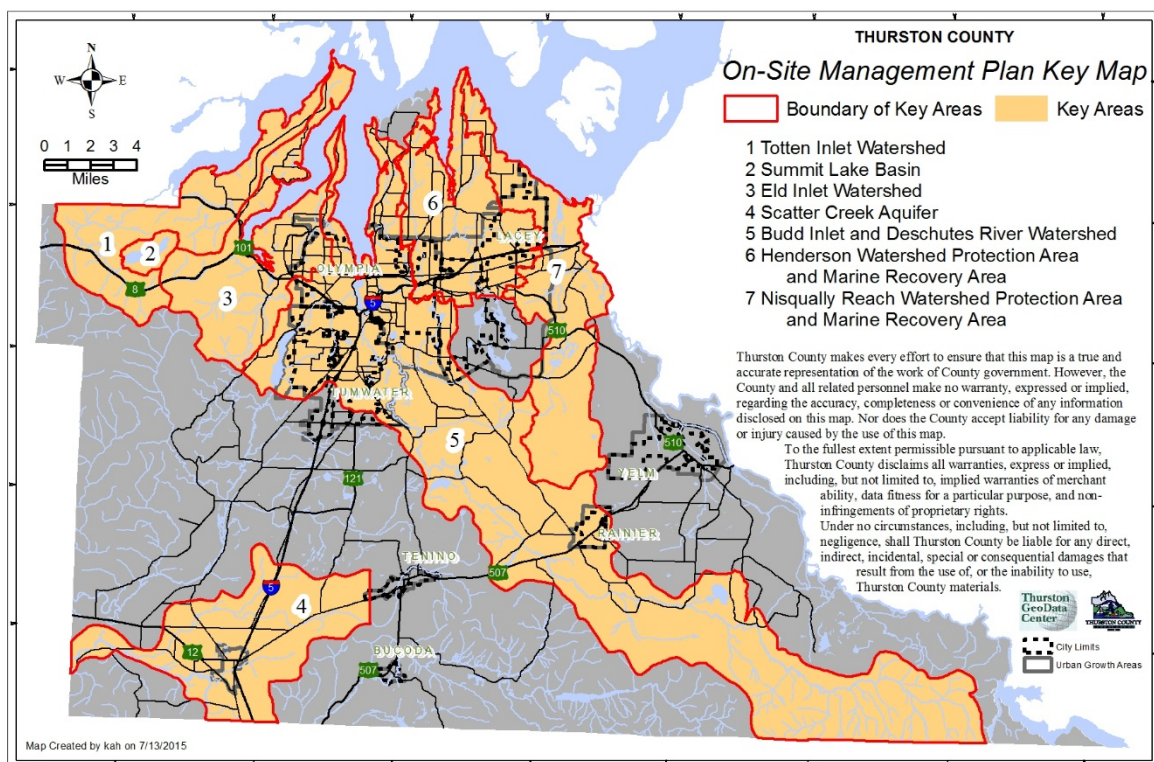 THURSTON COUNTY
On-Site Management Plan Key Map
Boundary of Key Areas
Key Areas
1 Totten Inlet Watershed
2 Summit Lake Basin
3 Eld Inlet Watershed
4 Scatter Creek Aquifer
5 Budd Inlet and Deschutes River Watershed
6 Henderson Watershed Protection Area
and Marine Recovery Area
7 Nisqually Reach Watershed Protection Area
and Marine Recovery Area
Thurston County makes every effort to ensure that this map is a true and
accurate representation of the work of County government. However, the
County and all related personnel make no warranty, expressed or implied,
regarding the accuracy, completeness or convenience of any information
disclosed on this map. Nor does the County accept liability for any damage
or injury caused by the use of this map.
To the fullest extent permissible pursuant to applicable law,
Thurston County disclaims all warranties, express or implied,
including, but not limited to, implied warranties of merchant
ability, data fitness for a particular purpose, and non-
infringements of proprietary rights.
Under no circumstances, including, but not limited to,
negligence, shall Thurston County be liable for any direct,
indirect, incidental, special or consequential damages that
result from the use of, or the inability to use,
Thurston County materials.
Thurston
GeoData
Center
THURSTON COUNTY
City Limits
Urban Growth Areas
N
W
E
S
0 1 2 3 4
Miles
1
2
3
101
8
OLYMPIA
5
6
LACEY
7
510
TUMWATER
5
510
YELM
121
RAINIER
TENINO
507
5
4
12
BUCODA
507
Map Created by kah on 7/13/2015